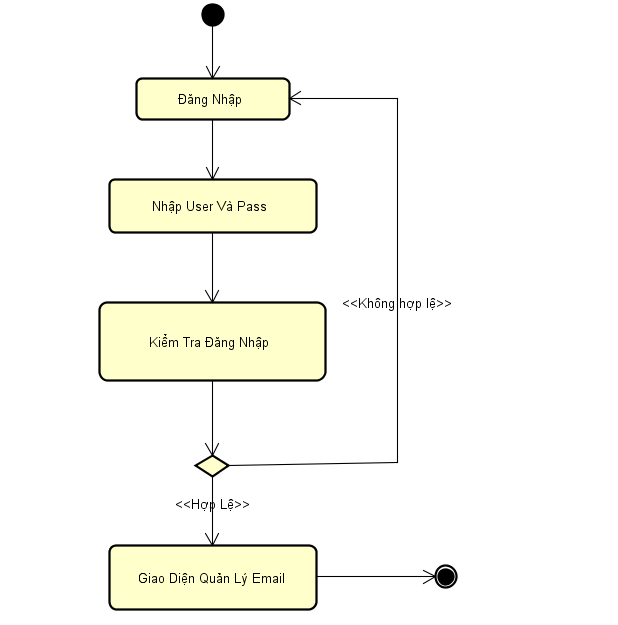 Đăng Nhập
Nhập User Và Pass
<<Không hợp lệ>>
Kiểm Tra Đăng Nhập
<<Hợp Lệ>>
Giao Diện Quản Lý Email